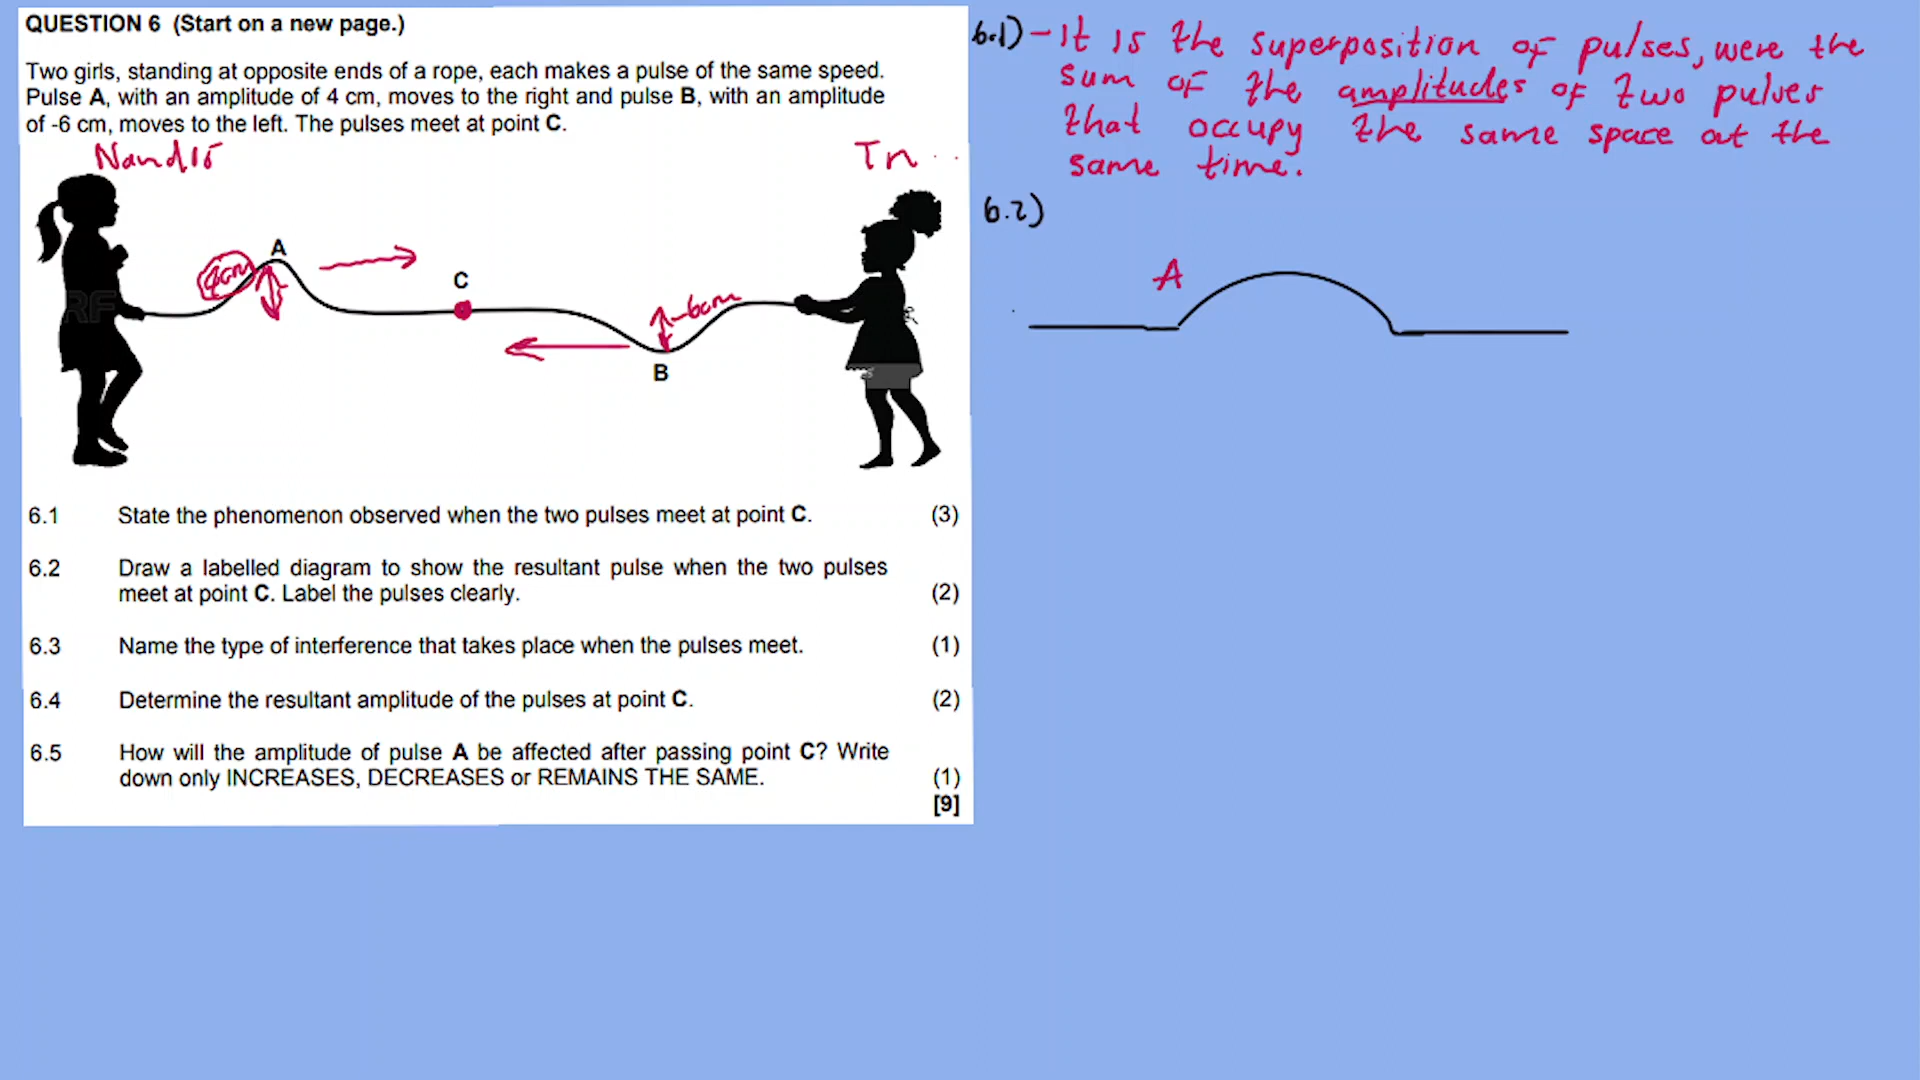 QUESTION 6 (Start on a new page.)
Two girls, standing at opposite ends of a rope, each makes a pulse of the same speed.
Pulse A, with an amplitude of 4 cm, moves to the right and pulse B, with an amplitude
of -6 cm, moves to the left. The pulses meet at point C.
Tn
A
4cm
C
-6cm
B
RF
6.1 State the phenomenon observed when the two pulses meet at point C. (3)
6.2 Draw a labelled diagram to show the resultant pulse when the two pulses
meet at point C. Label the pulses clearly. (2)
6.3 Name the type of interference that takes place when the pulses meet. (1)
6.4 Determine the resultant amplitude of the pulses at point C. (2)
6.5 How will the amplitude of pulse A be affected after passing point C? Write
down only INCREASES, DECREASES or REMAINS THE SAME. (1)
[9]
6.1) - It is the superposition of pulses, were the
sum of the amplitudes of two pulses
that occupy the same space at the
same time.
6.2)
A